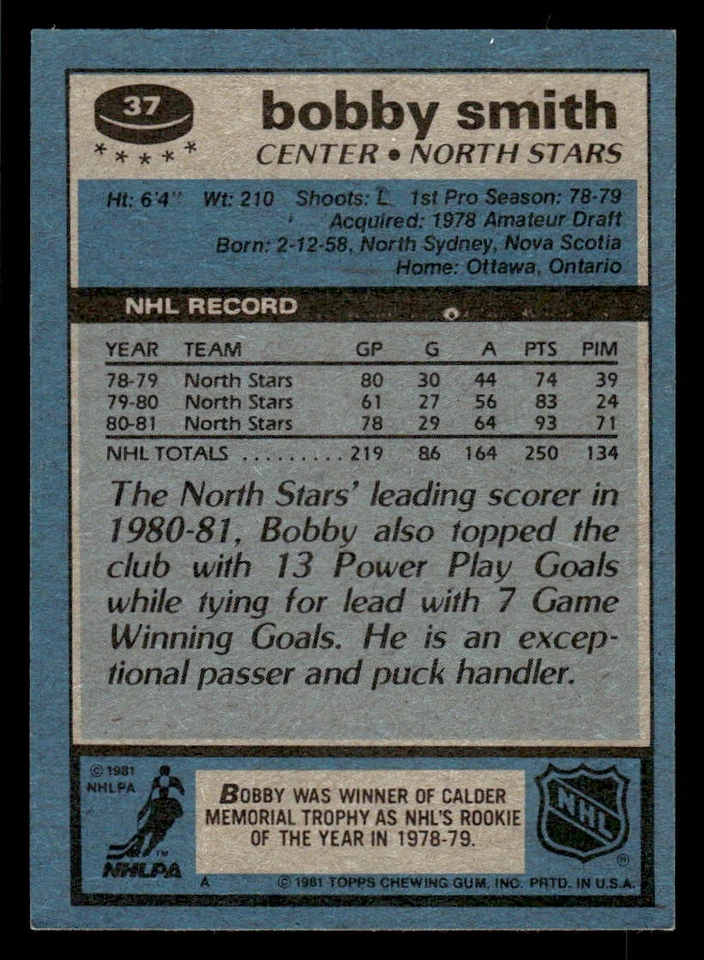 37
bobby smith
CENTER • NORTH STARS
Ht: 6'4" Wt: 210 Shoots: L 1st Pro Season: 78-79
Acquired: 1978 Amateur Draft
Born: 2-12-58, North Sydney, Nova Scotia
Home: Ottawa, Ontario
NHL RECORD
YEAR TEAM GP G A PTS PIM
78-79 North Stars 80 30 44 74 39
79-80 North Stars 61 27 56 83 24
80-81 North Stars 78 29 64 93 71
NHL TOTALS ......... 219 86 164 250 134
The North Stars' leading scorer in
1980-81, Bobby also topped the
club with 13 Power Play Goals
while tying for lead with 7 Game
Winning Goals. He is an excep-
tional passer and puck handler.
© 1981
NHLPA
NHLPA
™
BOBBY WAS WINNER OF CALDER
MEMORIAL TROPHY AS NHL'S ROOKIE
OF THE YEAR IN 1978-79.
NHL
®
A © 1981 TOPPS CHEWING GUM, INC. PRTD. IN U.S.A.